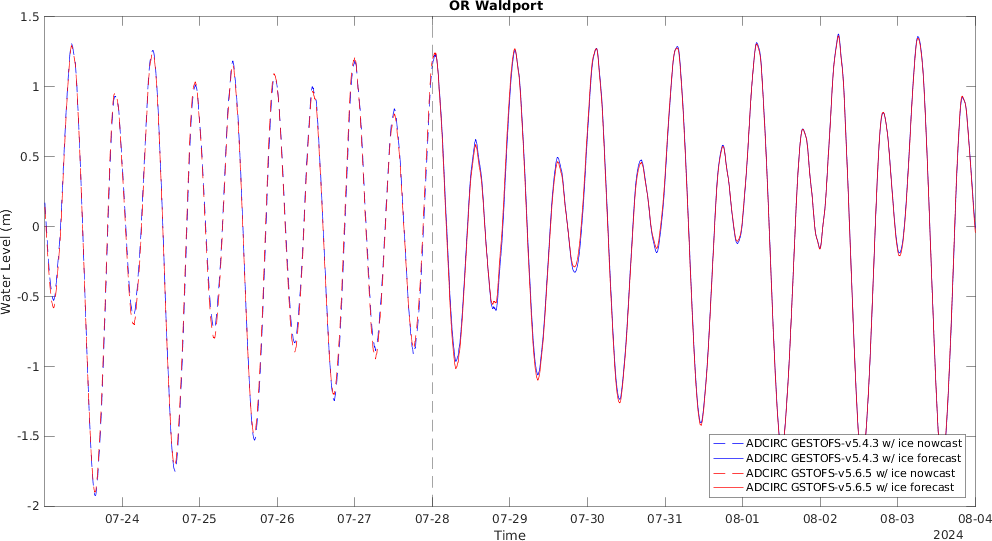 OR Waldport
1.5
1
0.5
0
-0.5
-1
-1.5
-2
Water Level (m)
ADCIRC GESTOFS-v5.4.3 w/ ice nowcast
ADCIRC GESTOFS-v5.4.3 w/ ice forecast
ADCIRC GSTOFS-v5.6.5 w/ ice nowcast
ADCIRC GSTOFS-v5.6.5 w/ ice forecast
07-24 07-25 07-26 07-27 07-28 07-29 07-30 07-31 08-01 08-02 08-03 08-04
Time 2024